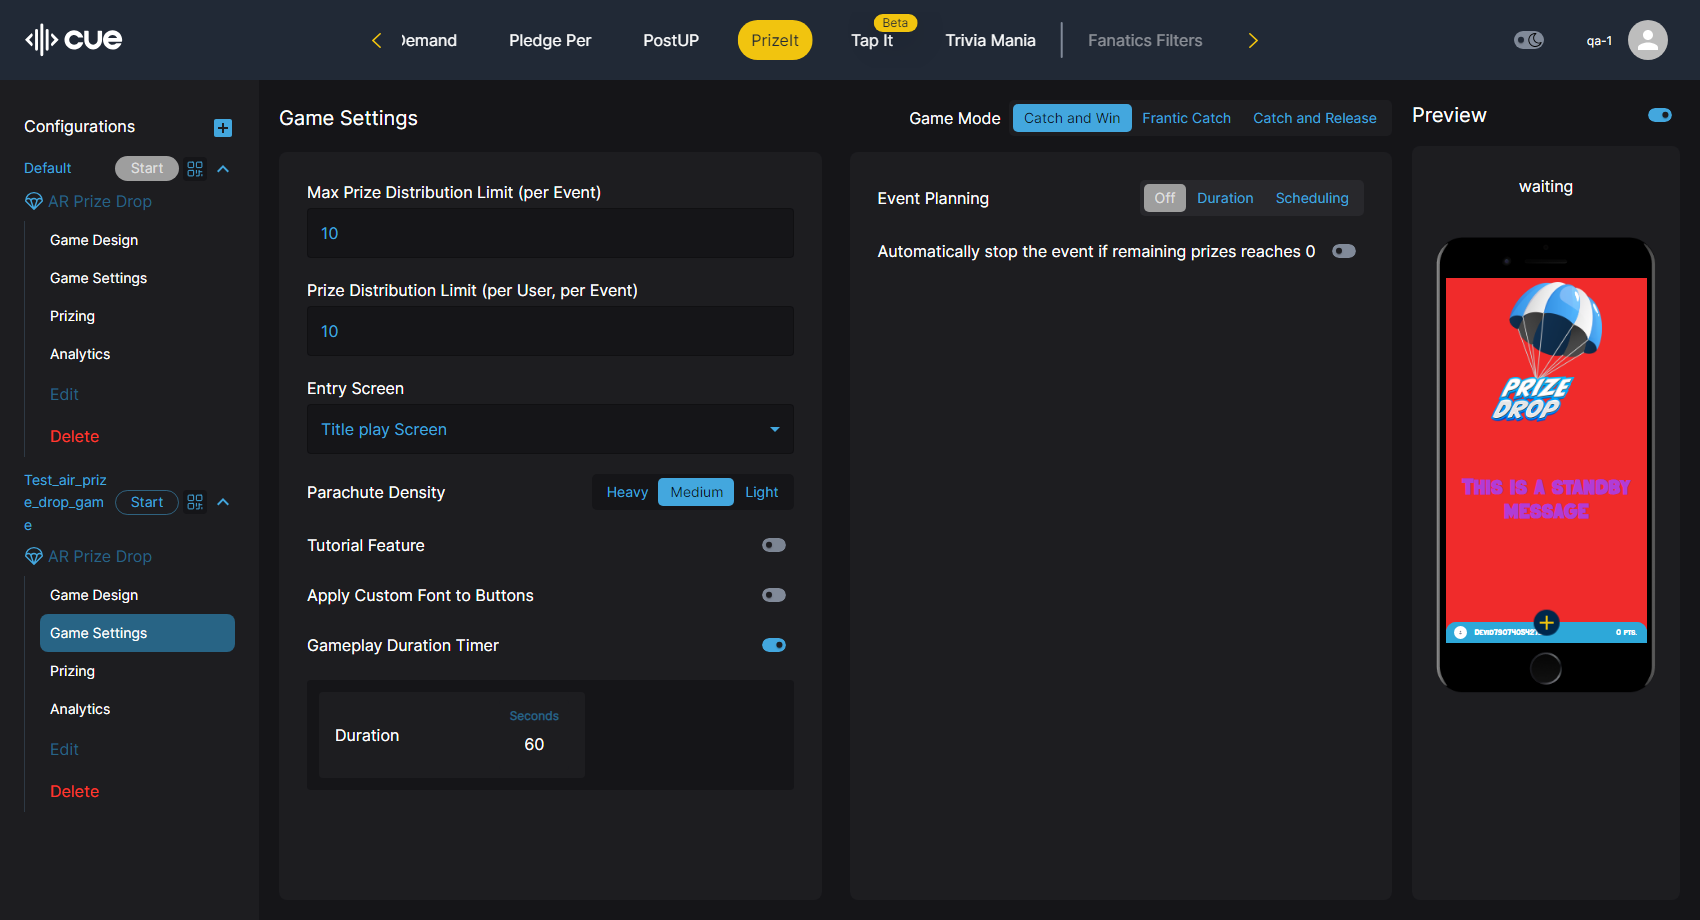 cue
Demand
Pledge Per
PostUP
PrizeIt
Tap It
Beta
Trivia Mania
Fanatics Filters
qa-1
Configurations
Default
Start
AR Prize Drop
Game Design
Game Settings
Prizing
Analytics
Edit
Delete
Test_air_priz
e_drop_gam
e
Start
AR Prize Drop
Game Design
Game Settings
Prizing
Analytics
Edit
Delete
Game Settings
Game Mode
Catch and Win
Frantic Catch
Catch and Release
Max Prize Distribution Limit (per Event)
10
Prize Distribution Limit (per User, per Event)
10
Entry Screen
Title play Screen
Parachute Density
Heavy
Medium
Light
Tutorial Feature
Apply Custom Font to Buttons
Gameplay Duration Timer
Duration
Seconds
60
Event Planning
Off
Duration
Scheduling
Automatically stop the event if remaining prizes reaches 0
Preview
waiting
PRIZE
DROP
THIS IS A STANDBY
MESSAGE
0 PTS.